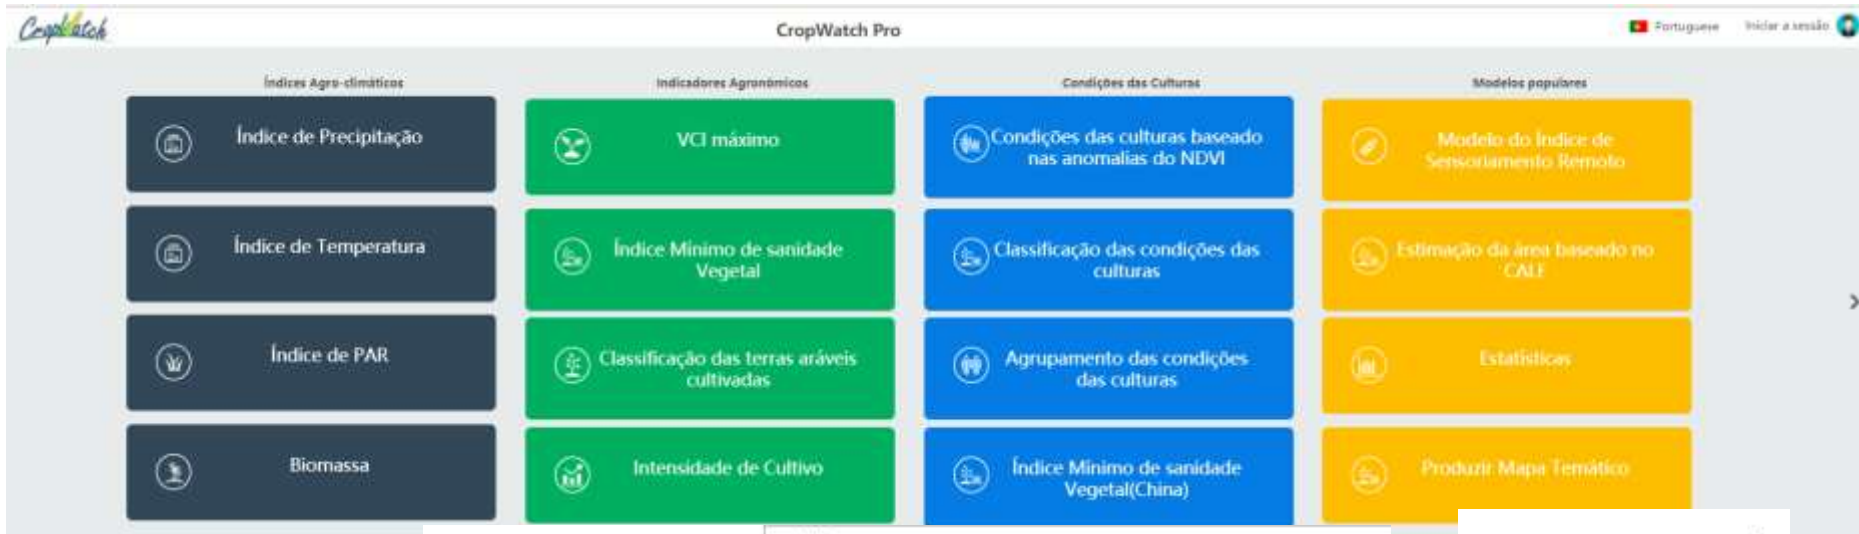 CropWatch
CropWatch Pro
Portuguese
Iniciar a sessão
Índices Agro-climáticos
Indicadores Agronómicos
Condições das Culturas
Modelos populares
Índice de Precipitação
VCI máximo
Condições das culturas baseado
nas anomalias do NDVI
Modelo do Índice de
Sensoriamento Remoto
Índice de Temperatura
Índice Mínimo de sanidade
Vegetal
Classificação das condições das
culturas
Estimação da área baseado no
CALF
Índice de PAR
Classificação das terras aráveis
cultivadas
Agrupamento das condições
das culturas
Estatísticas
Biomassa
Intensidade de Cultivo
Índice Mínimo de sanidade
Vegetal(China)
Produzir Mapa Temático